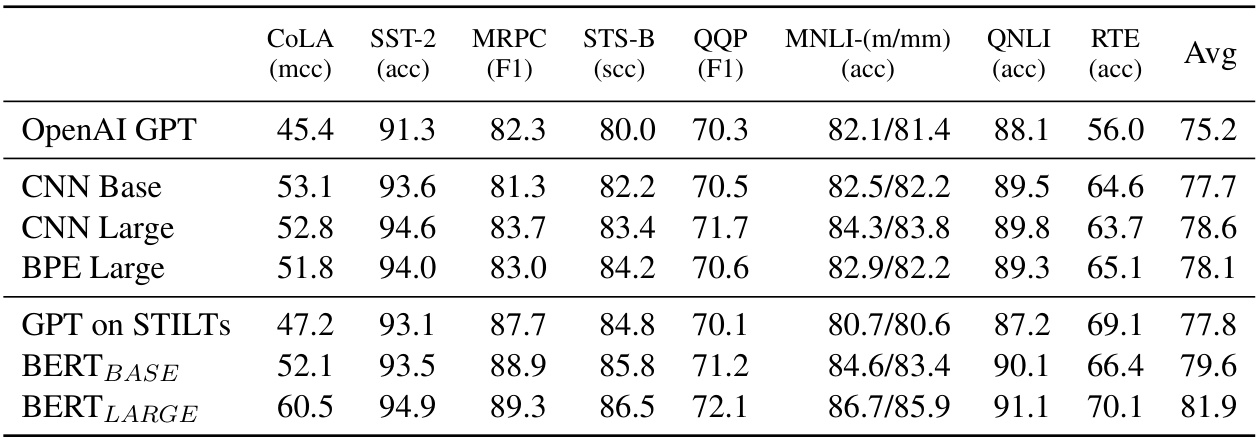 CoLA SST-2 MRPC STS-B QQP MNLI-(m/mm) QNLI RTE Avg
(mcc) (acc) (F1) (scc) (F1) (acc) (acc) (acc)
OpenAI GPT 45.4 91.3 82.3 80.0 70.3 82.1/81.4 88.1 56.0 75.2
CNN Base 53.1 93.6 81.3 82.2 70.5 82.5/82.2 89.5 64.6 77.7
CNN Large 52.8 94.6 83.7 83.4 71.7 84.3/83.8 89.8 63.7 78.6
BPE Large 51.8 94.0 83.0 84.2 70.6 82.9/82.2 89.3 65.1 78.1
GPT on STILTs 47.2 93.1 87.7 84.8 70.1 80.7/80.6 87.2 69.1 77.8
BERTBASE 52.1 93.5 88.9 85.8 71.2 84.6/83.4 90.1 66.4 79.6
BERTLARGE 60.5 94.9 89.3 86.5 72.1 86.7/85.9 91.1 70.1 81.9